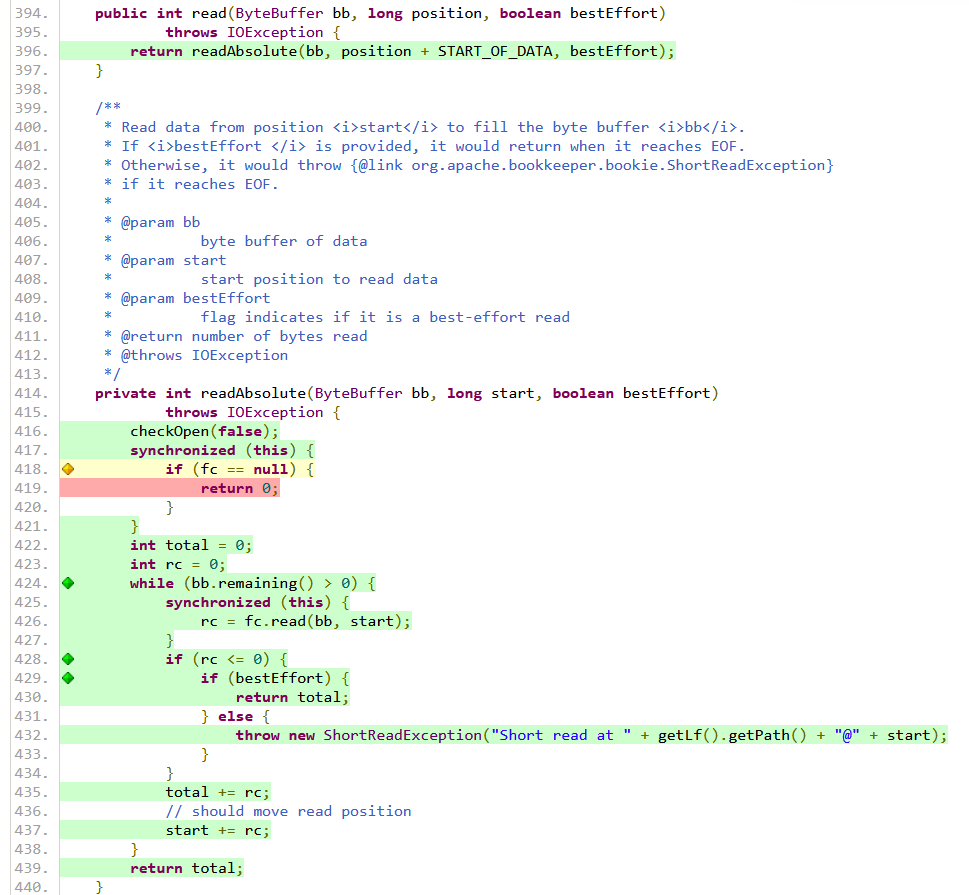 394.     public int read(ByteBuffer bb, long position, boolean bestEffort)
395.             throws IOException {
396.         return readAbsolute(bb, position + START_OF_DATA, bestEffort);
397.     }
398.
399.     /**
400.      * Read data from position <i>start</i> to fill the byte buffer <i>bb</i>.
401.      * If <i>bestEffort </i> is provided, it would return when it reaches EOF.
402.      * Otherwise, it would throw {@link org.apache.bookkeeper.bookie.ShortReadException}
403.      * if it reaches EOF.
404.      *
405.      * @param bb
406.      *          byte buffer of data
407.      * @param start
408.      *          start position to read data
409.      * @param bestEffort
410.      *          flag indicates if it is a best-effort read
411.      * @return number of bytes read
412.      * @throws IOException
413.      */
414.     private int readAbsolute(ByteBuffer bb, long start, boolean bestEffort)
415.             throws IOException {
416.         checkOpen(false);
417.         synchronized (this) {
418.             if (fc == null) {
419.                 return 0;
420.             }
421.         }
422.         int total = 0;
423.         int rc = 0;
424.         while (bb.remaining() > 0) {
425.             synchronized (this) {
426.                 rc = fc.read(bb, start);
427.             }
428.             if (rc <= 0) {
429.                 if (bestEffort) {
430.                     return total;
431.                 } else {
432.                     throw new ShortReadException("Short read at " + getLf().getPath() + "@" + start);
433.                 }
434.             }
435.             total += rc;
436.             // should move read position
437.             start += rc;
438.         }
439.         return total;
440.     }